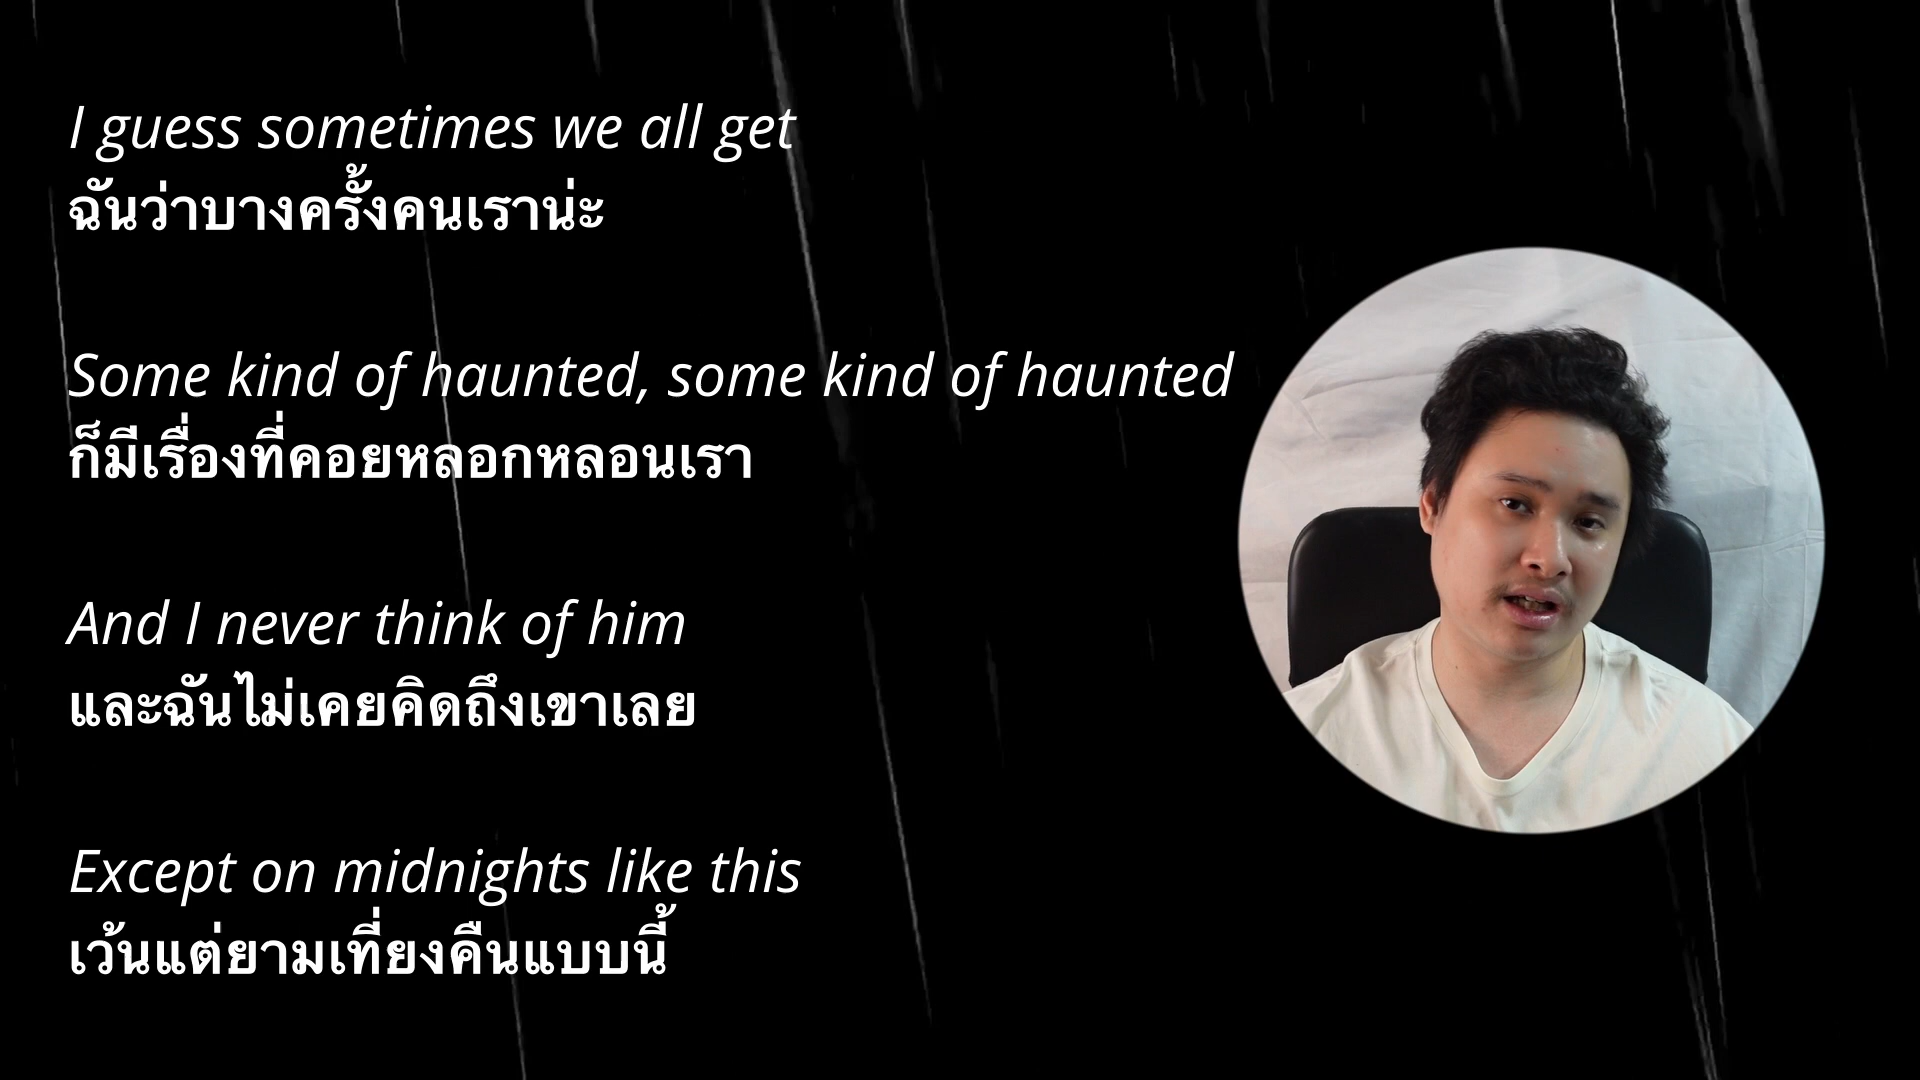 I guess sometimes we all get
ฉันว่าบางครั้งคนเราน่ะ
Some kind of haunted, some kind of haunted
ก็มีเรื่องที่คอยหลอกหลอนเรา
And I never think of him
และฉันไม่เคยคิดถึงเขาเลย
Except on midnights like this
เว้นแต่ยามเที่ยงคืนแบบนี้